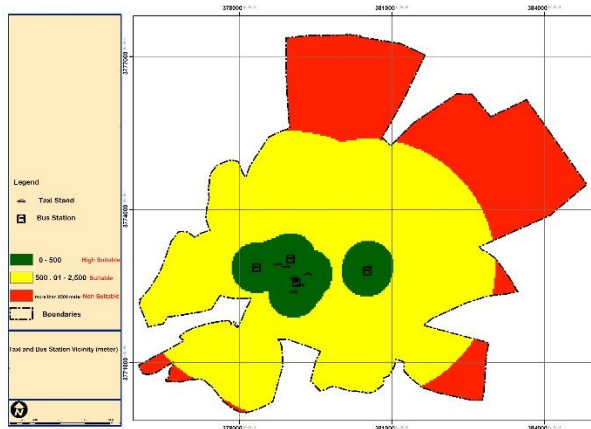 Legend
Taxi Stand
Bus Station
0 - 500 High Suitable
500 . 01 - 2,500 Suitable
Non Suitable
Boundaries
Taxi and Bus Station Vicinity (meter)
N
378000 381000 384000
3777000
3774000
3771000
378000 381000 384000